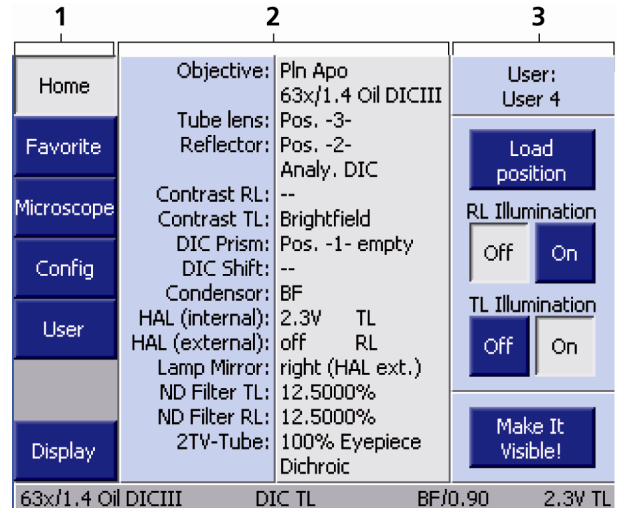 1
2
3
Home
Favorite
Microscope
Config
User
Display
Objective: Pln Apo
63x/1.4 Oil DICIII
Tube lens: Pos. -3-
Reflector: Pos. -2-
Analy. DIC
Contrast RL: --
Contrast TL: Brightfield
DIC Prism: Pos. -1- empty
DIC Shift: --
Condensor: BF
HAL (internal): 2.3V TL
HAL (external): off RL
Lamp Mirror: right (HAL ext.)
ND Filter TL: 12.5000%
ND Filter RL: 12.5000%
2TV-Tube: 100% Eyepiece
Dichroic
User:
User 4
Load
position
RL Illumination
Off On
TL Illumination
Off On
Make It
Visible!
63x/1.4 Oil DICIII DIC TL BF/0.90 2.3V TL